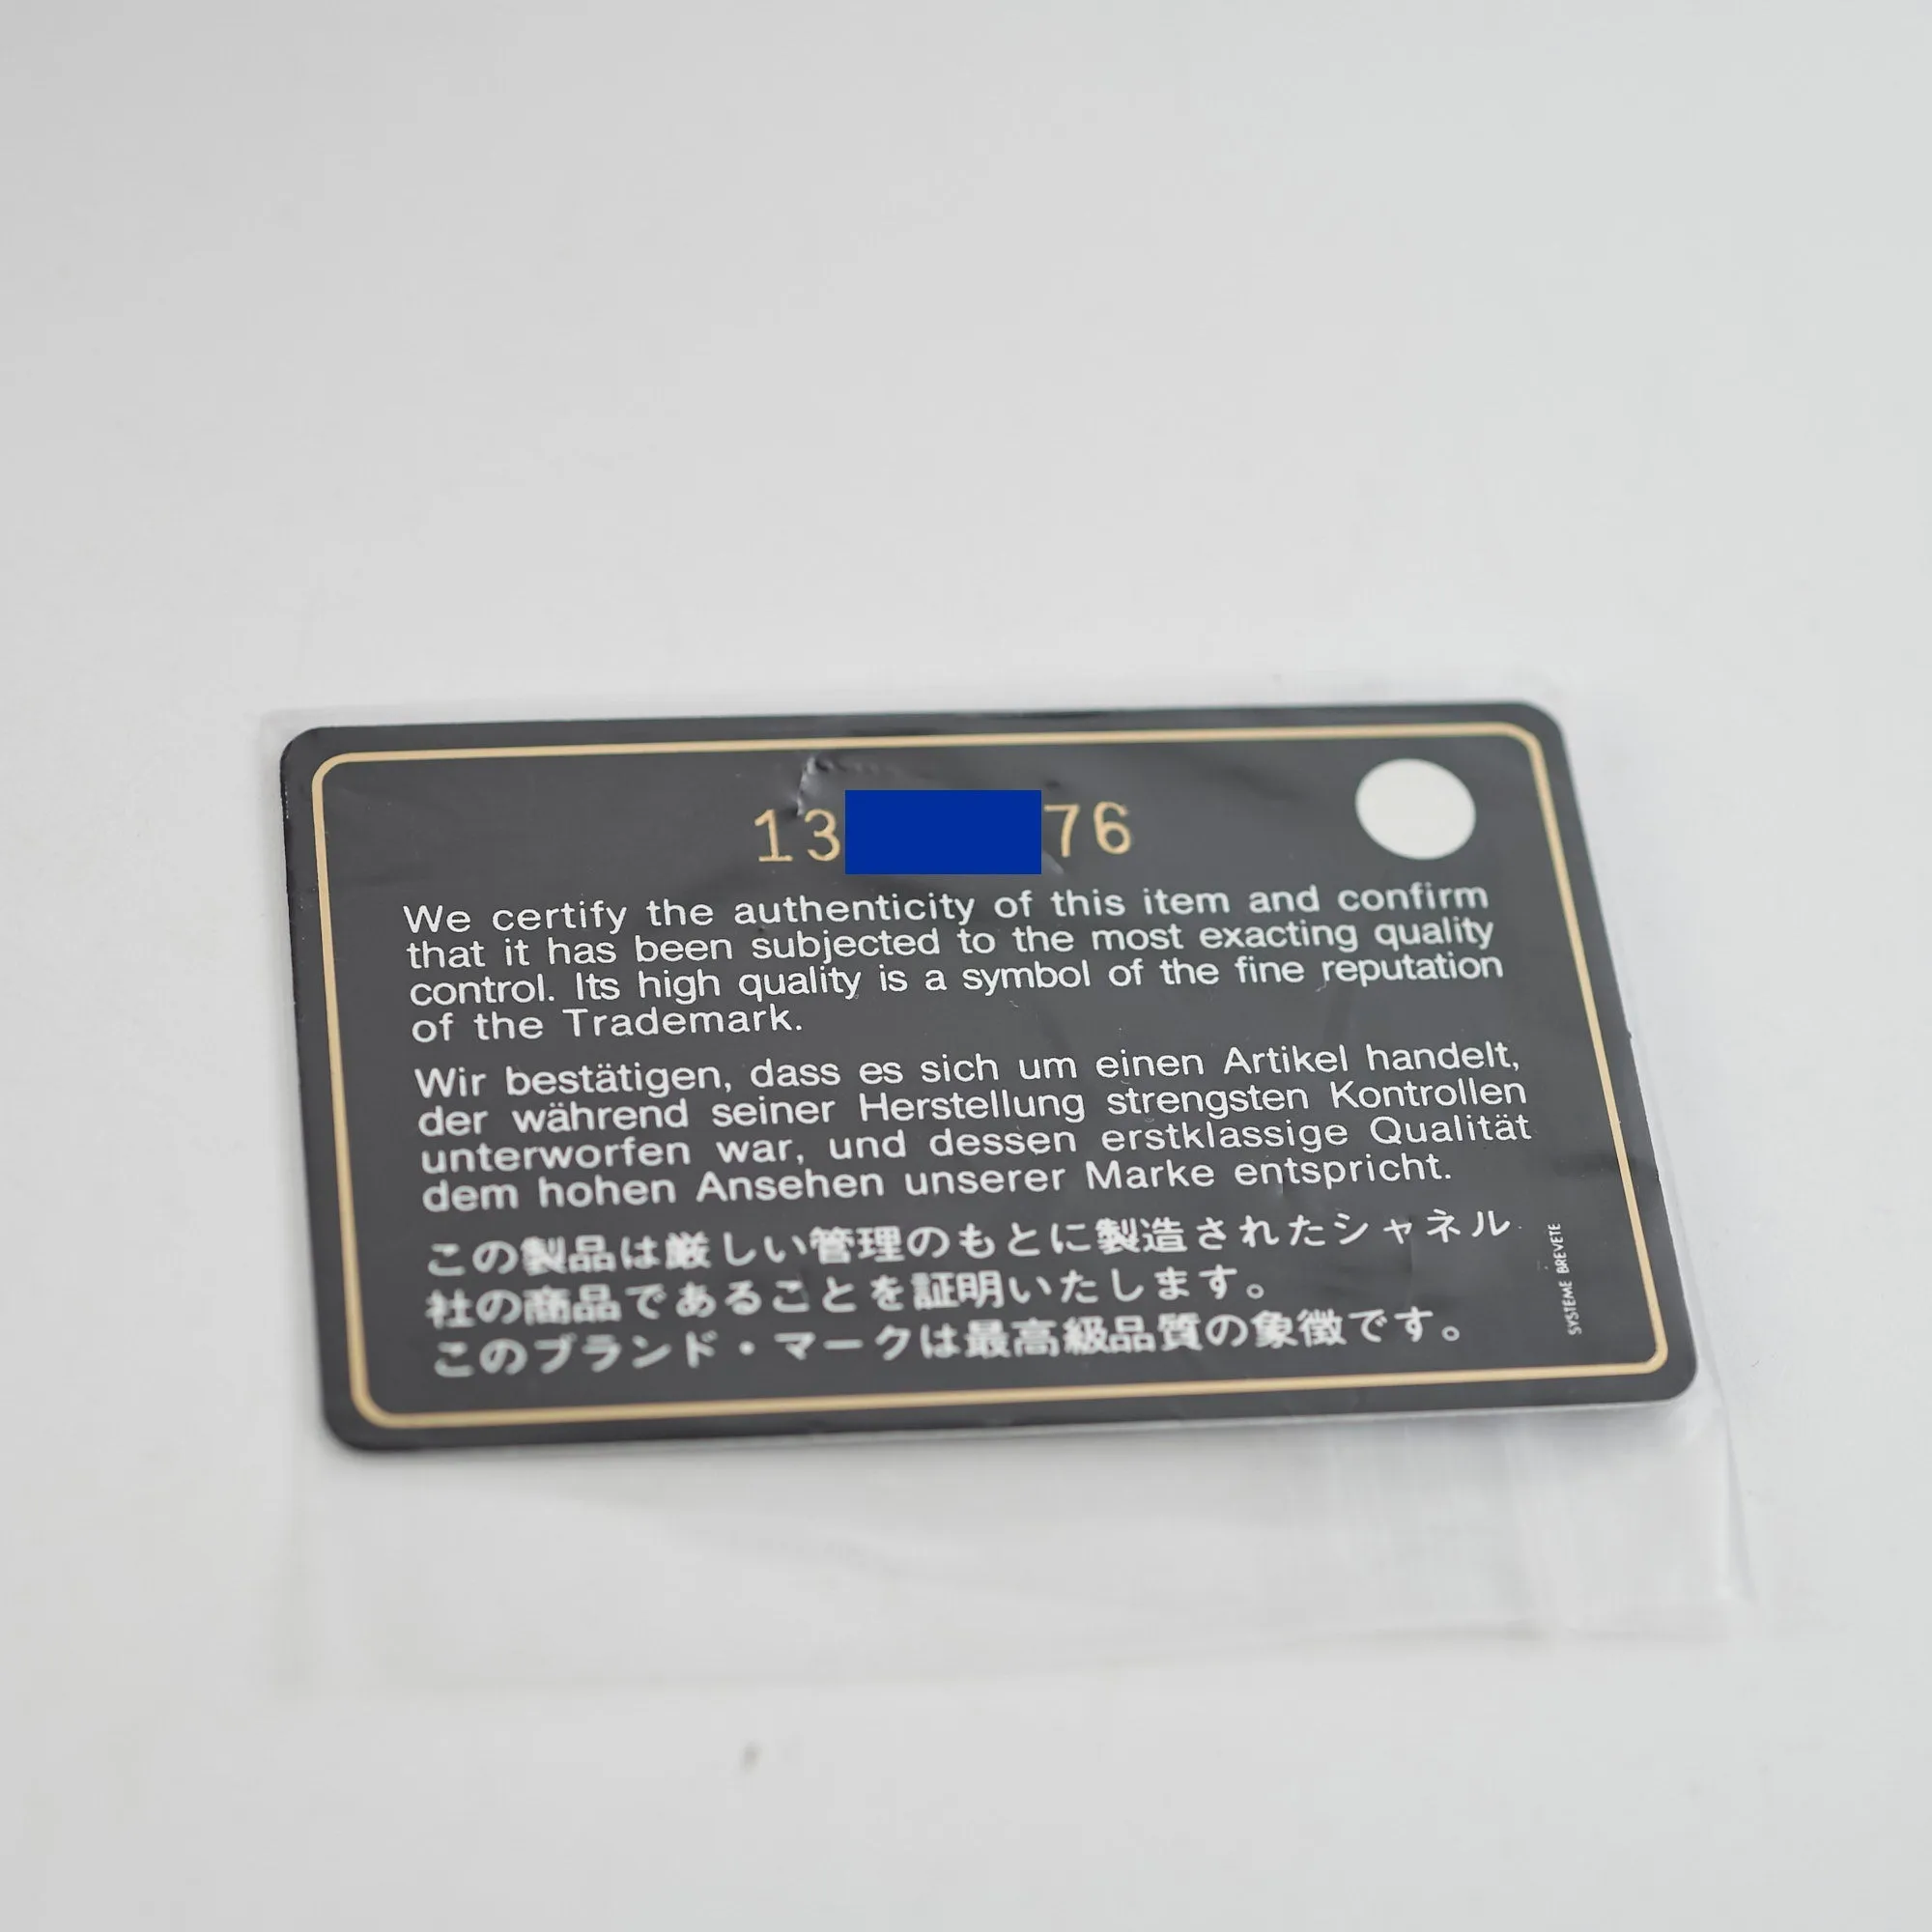 13 76
We certify the authenticity of this item and confirm
that it has been subjected to the most exacting quality
control. Its high quality is a symbol of the fine reputation
of the Trademark.
Wir bestätigen, dass es sich um einen Artikel handelt,
der während seiner Herstellung strengsten Kontrollen
unterworfen war, und dessen erstklassige Qualität
dem hohen Ansehen unserer Marke entspricht.
この製品は厳しい管理のもとに製造されたシャネル
社の商品であることを証明いたします。
このブランド・マークは最高級品質の象徴です。
SYSTEME BREVETE